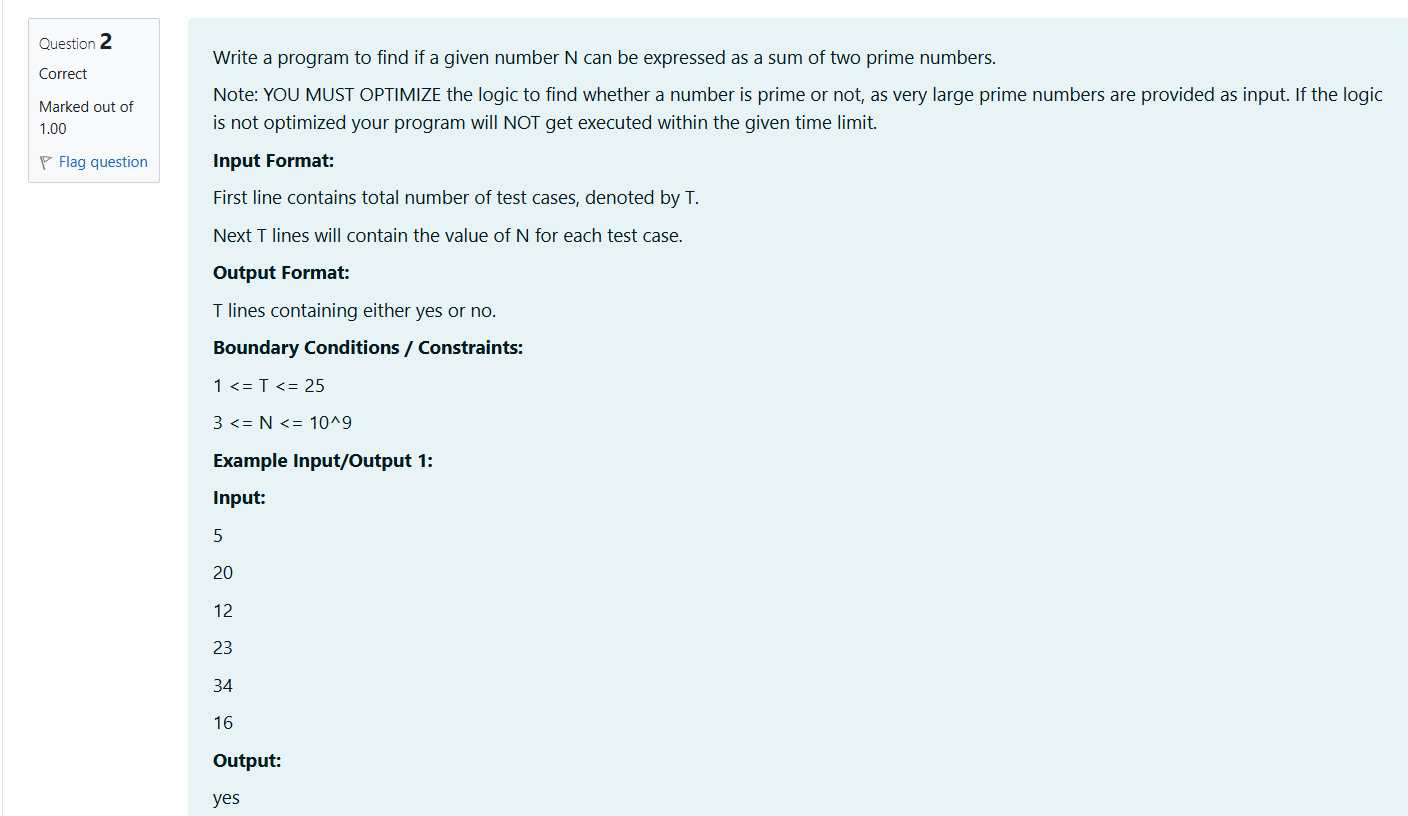 Question 2
Correct
Marked out of
1.00
Flag question
Write a program to find if a given number N can be expressed as a sum of two prime numbers.
Note: YOU MUST OPTIMIZE the logic to find whether a number is prime or not, as very large prime numbers are provided as input. If the logic
is not optimized your program will NOT get executed within the given time limit.
Input Format:
First line contains total number of test cases, denoted by T.
Next T lines will contain the value of N for each test case.
Output Format:
T lines containing either yes or no.
Boundary Conditions / Constraints:
1 <= T <= 25
3 <= N <= 10^9
Example Input/Output 1:
Input:
5
20
12
23
34
16
Output:
yes